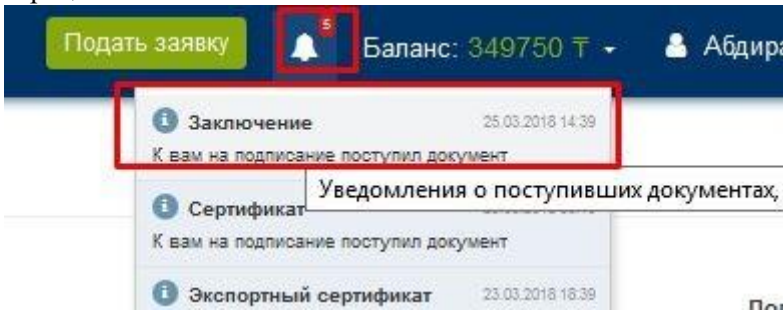 Подать заявку
5
Баланс: 349750 ₸
Абдира
Заключение 25.03.2018 14:39
К вам на подписание поступил документ
Уведомления о поступивших документах,
Сертификат
К вам на подписание поступил документ
Экспортный сертификат 23.03.2018 18:39